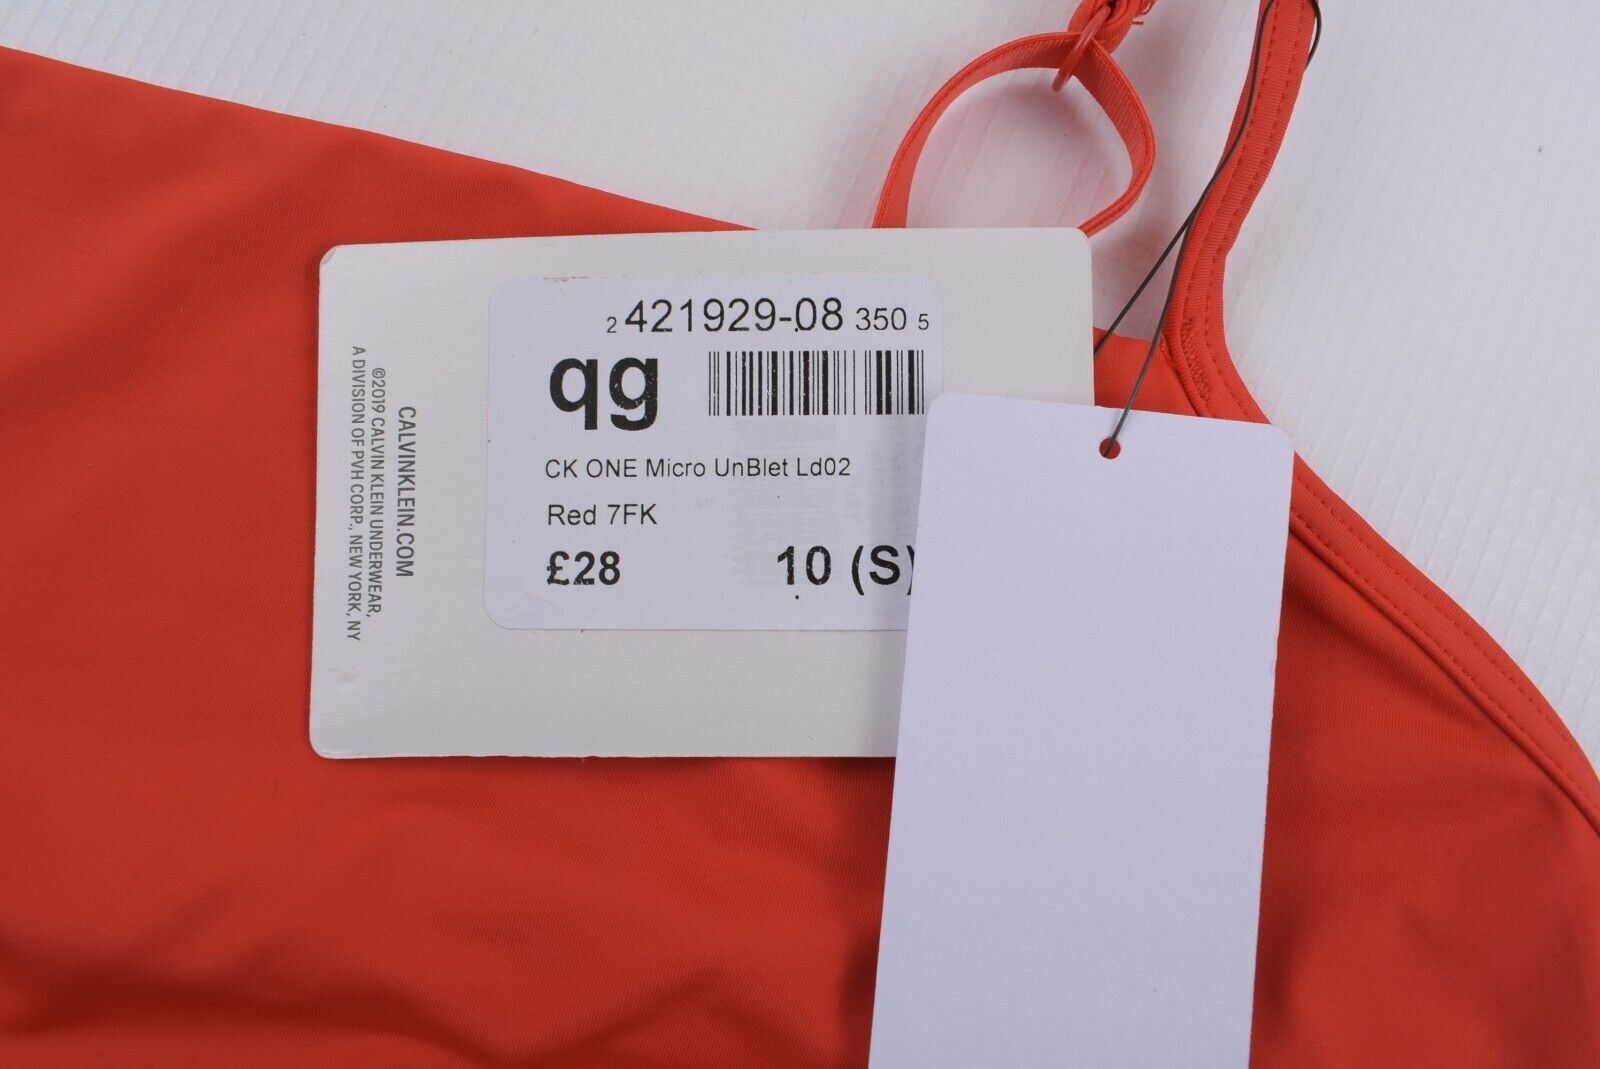 2 421929-08 350 5
qg
CK ONE Micro UnBlet Ld02
Red 7FK
£28 10 (S)
CALVINKLEIN.COM
©2019 CALVIN KLEIN UNDERWEAR,
A DIVISION OF PVH CORP., NEW YORK, NY